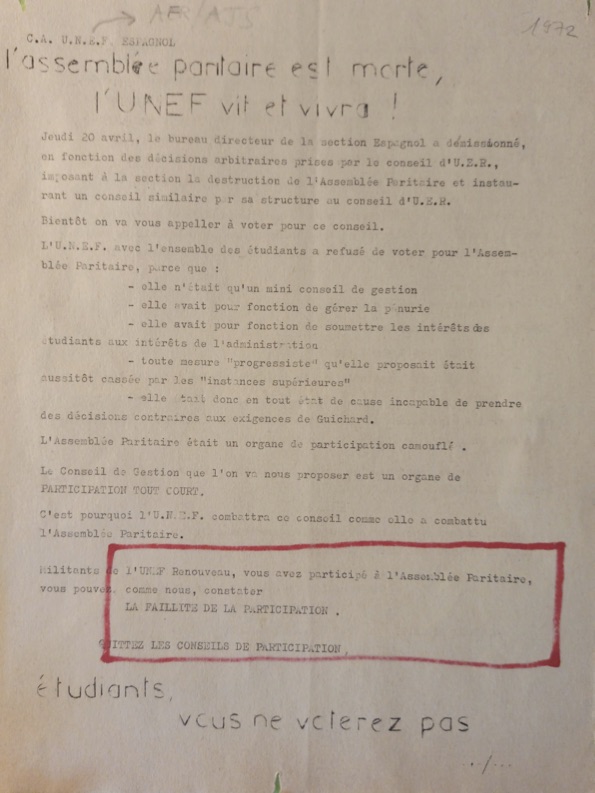 AER/AJS
1972
C.A. U.N.E.F. ESPAGNOL
l'assemblée paritaire est morte,
l'UNEF vit et vivra !
Jeudi 20 avril, le bureau directeur de la section Espagnol a démissionné,
en fonction des décisions arbitraires prises par le conseil d'U.E.R.,
imposant à la section la destruction de l'Assemblée Paritaire et instau-
rant un conseil similaire par sa structure au conseil d'U.E.R.
Bientôt on va vous appeller à voter pour ce conseil.
L'U.N.E.F. avec l'ensemble des étudiants a refusé de voter pour l'Assem-
blée Paritaire, parce que :
- elle n'était qu'un mini conseil de gestion
- elle avait pour fonction de gérer la pénurie
- elle avait pour fonction de soumettre les intérêts des
étudiants aux intérêts de l'administration
- toute mesure "progressiste" qu'elle proposait était
aussitôt cassée par les "instances supérieures"
- elle était donc en tout état de cause incapable de prendre
des décisions contraires aux exigences de Guichard.
L'Assemblée Paritaire était un organe de participation camouflé .
Le Conseil de Gestion que l'on va nous proposer est un organe de
PARTICIPATION TOUT COURT.
C'est pourquoi l'U.N.E.F. combattra ce conseil comme elle a combattu
l'Assemblée Paritaire.
Militants de l'UNEF Renouveau, vous avez participé à l'Assemblée Paritaire,
vous pouvez, comme nous, constater
LA FAILLITE DE LA PARTICIPATION .
QUITTEZ LES CONSEILS DE PARTICIPATION,
étudiants,
vous ne voterez pas
../...